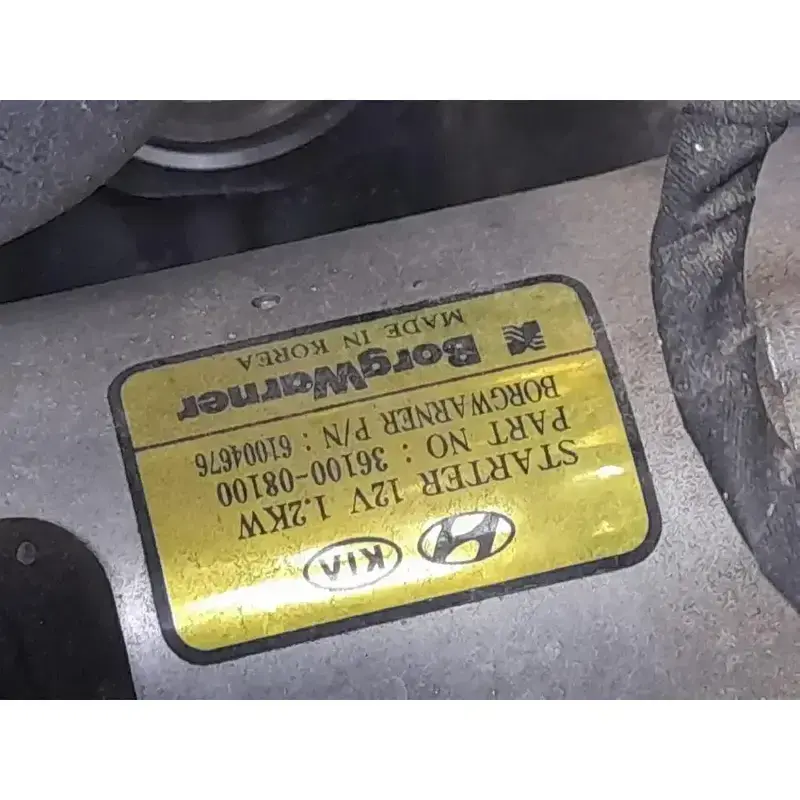 KIA
STARTER 12V 1.2KW
PART NO : 36100-08100
BORGWARNER P/N : 61004676
BorgWarner
MADE IN KOREA